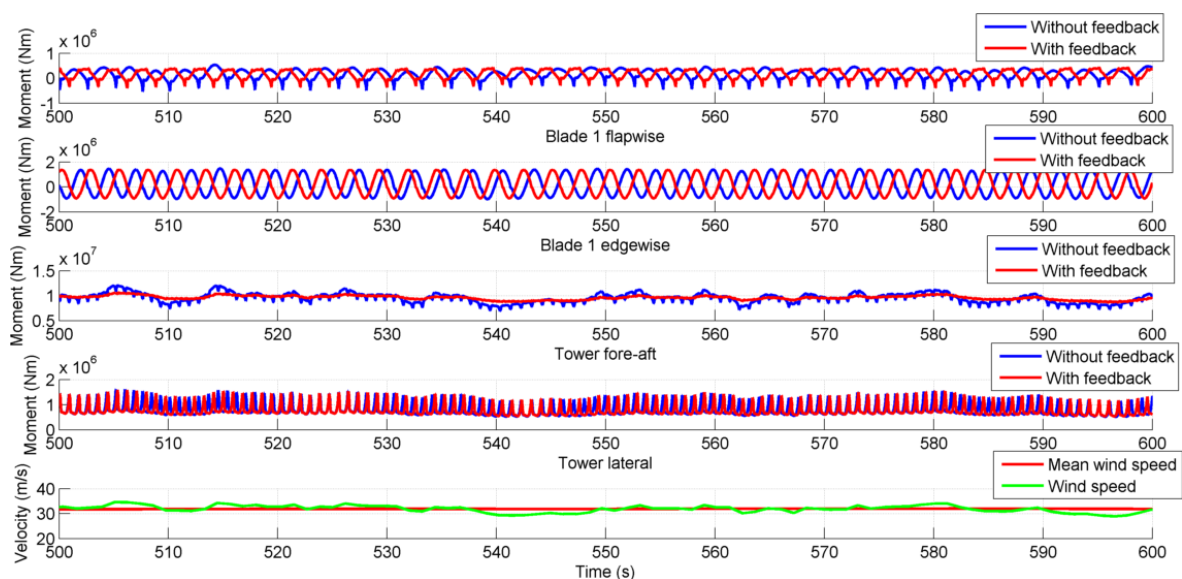 Without feedback
With feedback
x 10^6
Moment (Nm)
1
0
-1
500 510 520 530 540 550 560 570 580 590 600
Blade 1 flapwise
Without feedback
With feedback
x 10^6
Moment (Nm)
2
0
-2
500 510 520 530 540 550 560 570 580 590 600
Blade 1 edgewise
Without feedback
With feedback
x 10^7
Moment (Nm)
1.5
1
0.5
500 510 520 530 540 550 560 570 580 590 600
Tower fore-aft
Without feedback
With feedback
x 10^6
Moment (Nm)
2
1
0
500 510 520 530 540 550 560 570 580 590 600
Tower lateral
Mean wind speed
Wind speed
Velocity (m/s)
40
30
20
500 510 520 530 540 550 560 570 580 590 600
Time (s)